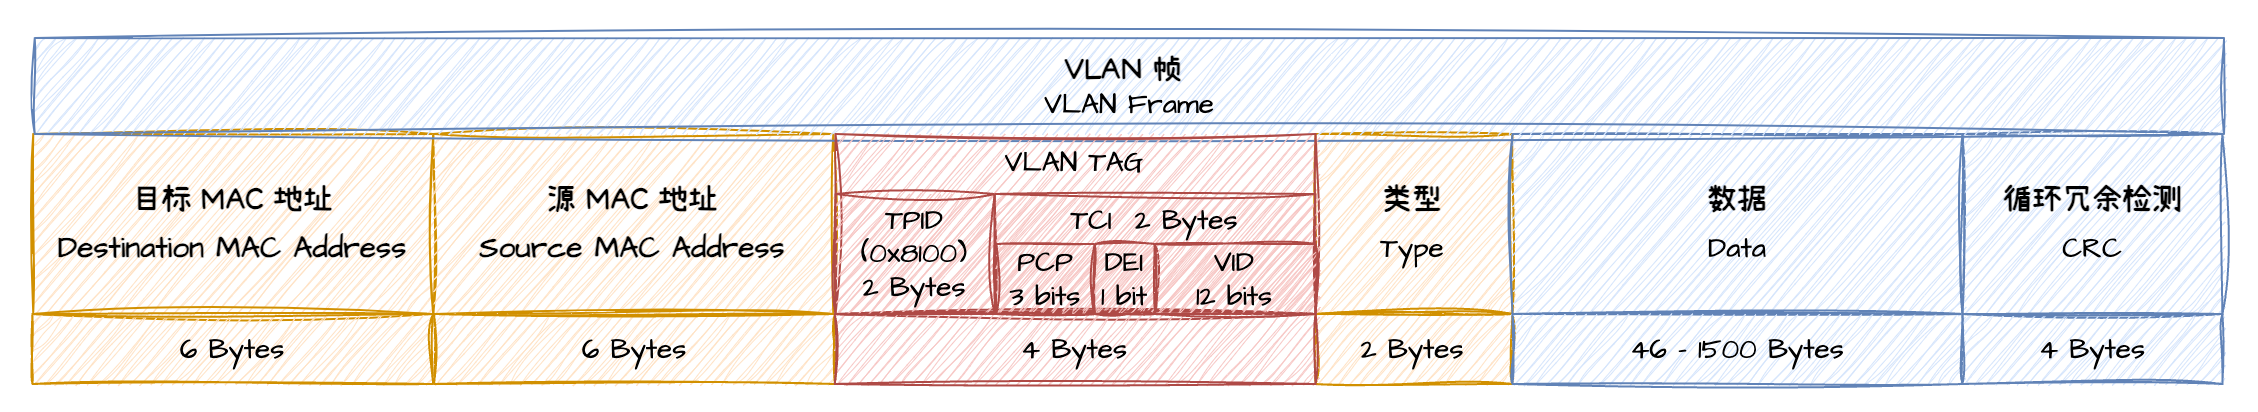 VLAN 帧
VLAN Frame
目标 MAC 地址
Destination MAC Address
源 MAC 地址
Source MAC Address
VLAN TAG
TPID
(0x8100)
2 Bytes
TCI 2 Bytes
PCP
3 bits
DEI
1 bit
VID
12 bits
类型
Type
数据
Data
循环冗余检测
CRC
6 Bytes
6 Bytes
4 Bytes
2 Bytes
46 - 1500 Bytes
4 Bytes